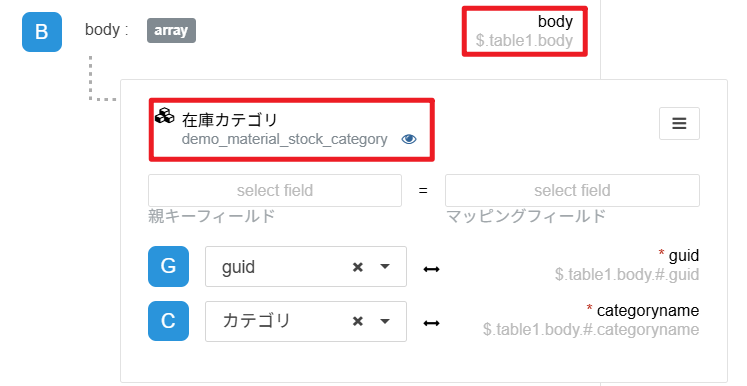 B body : array body
$.table1.body
在庫カテゴリ
demo_material_stock_category
select field = select field
親キーフィールド マッピングフィールド
G guid * guid
$.table1.body.#.guid
C カテゴリ * categoryname
$.table1.body.#.categoryname